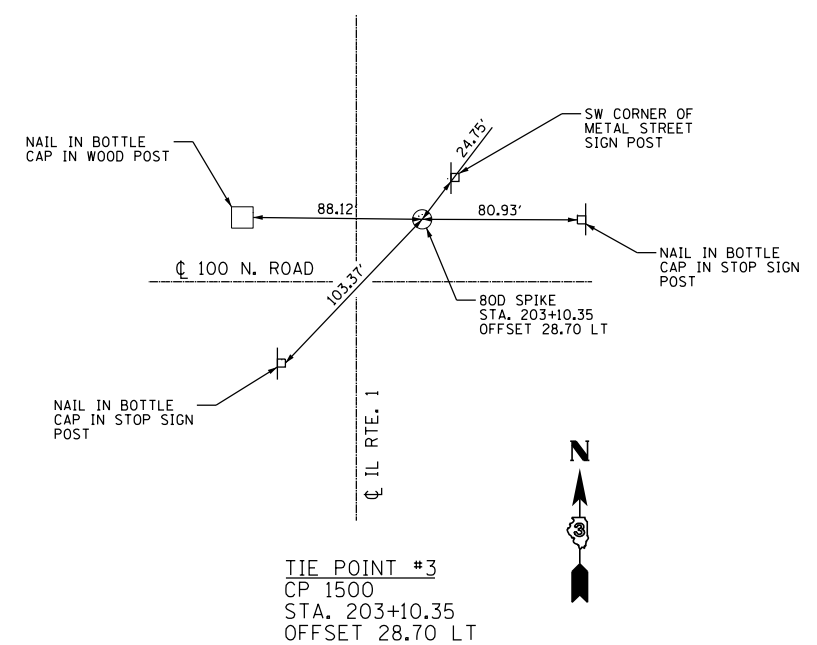 NAIL IN BOTTLE
CAP IN WOOD POST
SW CORNER OF
METAL STREET
SIGN POST
24.75'
88.12'
80.93'
NAIL IN BOTTLE
CAP IN STOP SIGN
POST
℄ 100 N. ROAD
103.37'
80D SPIKE
STA. 203+10.35
OFFSET 28.70 LT
NAIL IN BOTTLE
CAP IN STOP SIGN
POST
℄ IL RTE. 1
N
3
TIE POINT #3
CP 1500
STA. 203+10.35
OFFSET 28.70 LT